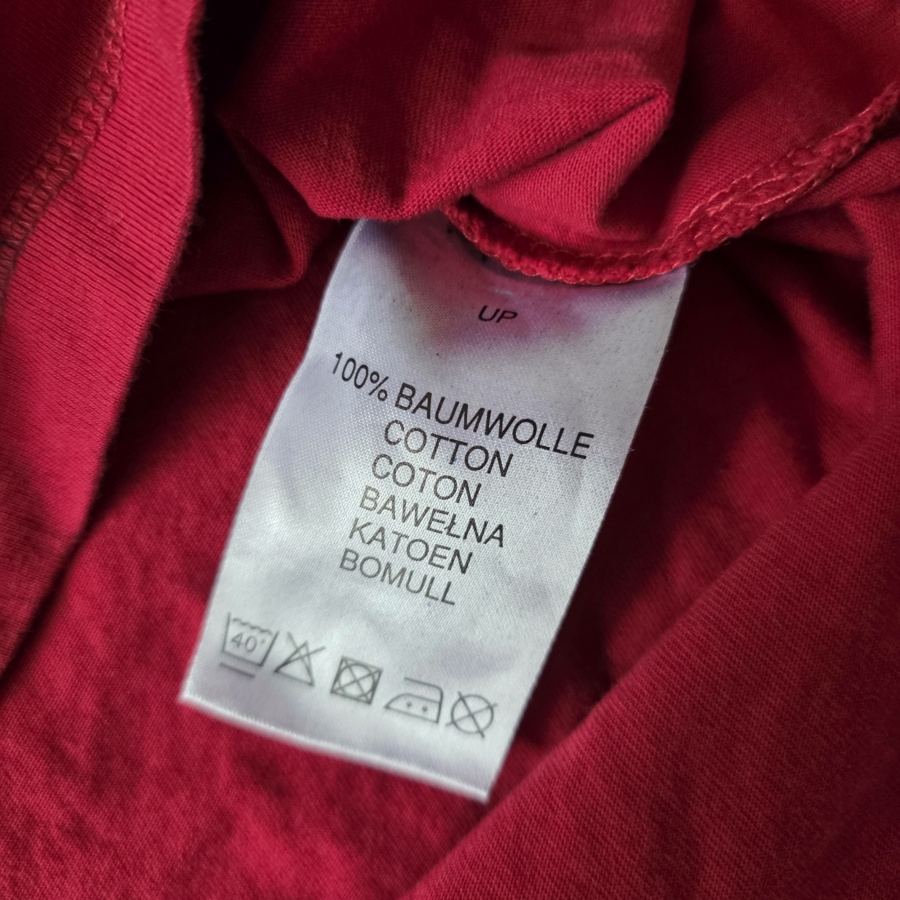 UP
100% BAUMWOLLE
COTTON
COTON
BAWEŁNA
KATOEN
BOMULL
40°